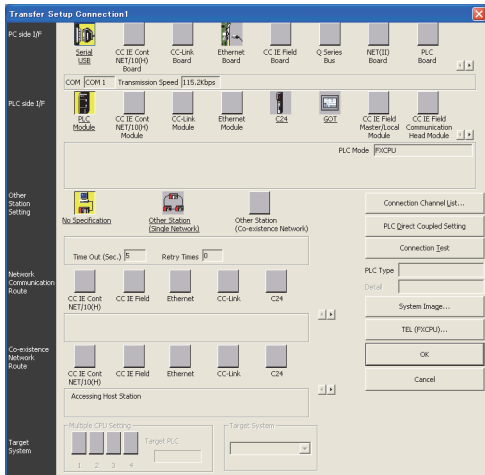 Transfer Setup Connection1
PC side I/F
Serial
USB
CC IE Cont
NET/10(H)
Board
CC-Link
Board
Ethernet
Board
CC IE Field
Board
Q Series
Bus
NET(II)
Board
PLC
Board
COM COM 1 Transmission Speed 115.2Kbps
PLC side I/F
PLC
Module
CC IE Cont
NET/10(H)
Module
CC-Link
Module
Ethernet
Module
C24
GOT
CC IE Field
Master/Local
Module
CC IE Field
Communication
Head Module
PLC Mode FXCPU
Other
Station
Setting
No Specification
Other Station
(Single Network)
Other Station
(Co-existence Network)
Connection Channel List...
PLC Direct Coupled Setting
Time Out (Sec.) 5 Retry Times 0
Connection Test
Network
Communication
Route
CC IE Cont
NET/10(H)
CC IE Field
Ethernet
CC-Link
C24
PLC Type
Detail
System Image...
TEL (FXCPU)...
Co-existence
Network
Route
CC IE Cont
NET/10(H)
CC IE Field
Ethernet
CC-Link
C24
OK
Cancel
Accessing Host Station
Target
System
Multiple CPU Setting
1 2 3 4
Target PLC
Target System